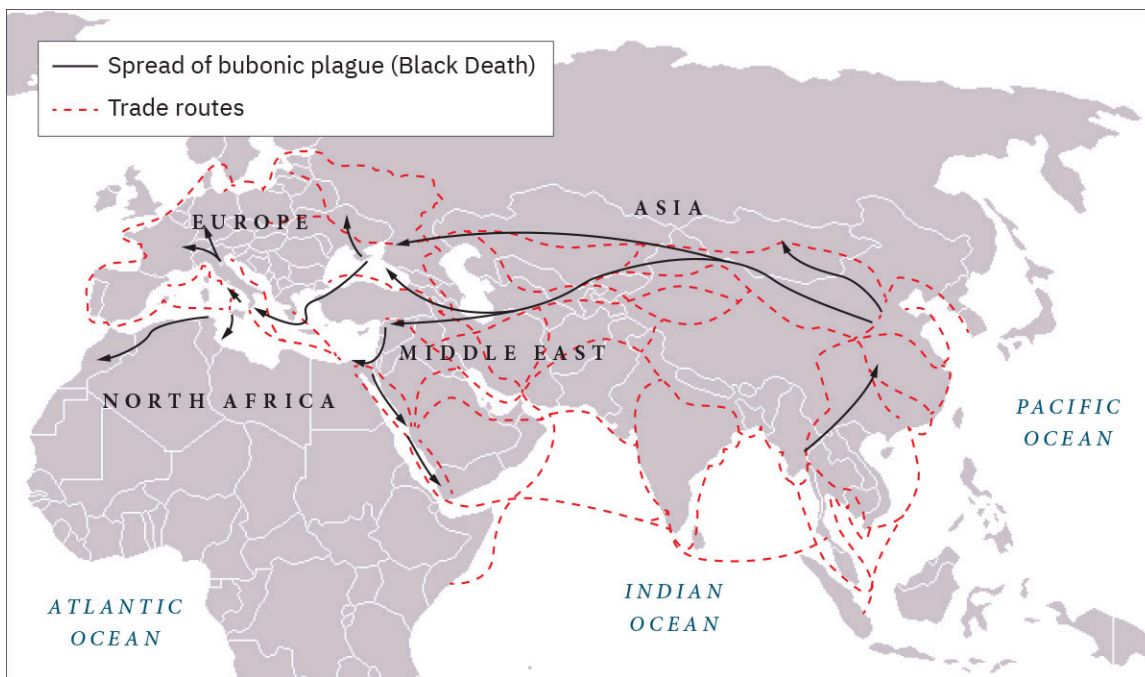 Spread of bubonic plague (Black Death)
Trade routes
EUROPE
ASIA
MIDDLE EAST
NORTH AFRICA
PACIFIC
OCEAN
ATLANTIC
OCEAN
INDIAN
OCEAN